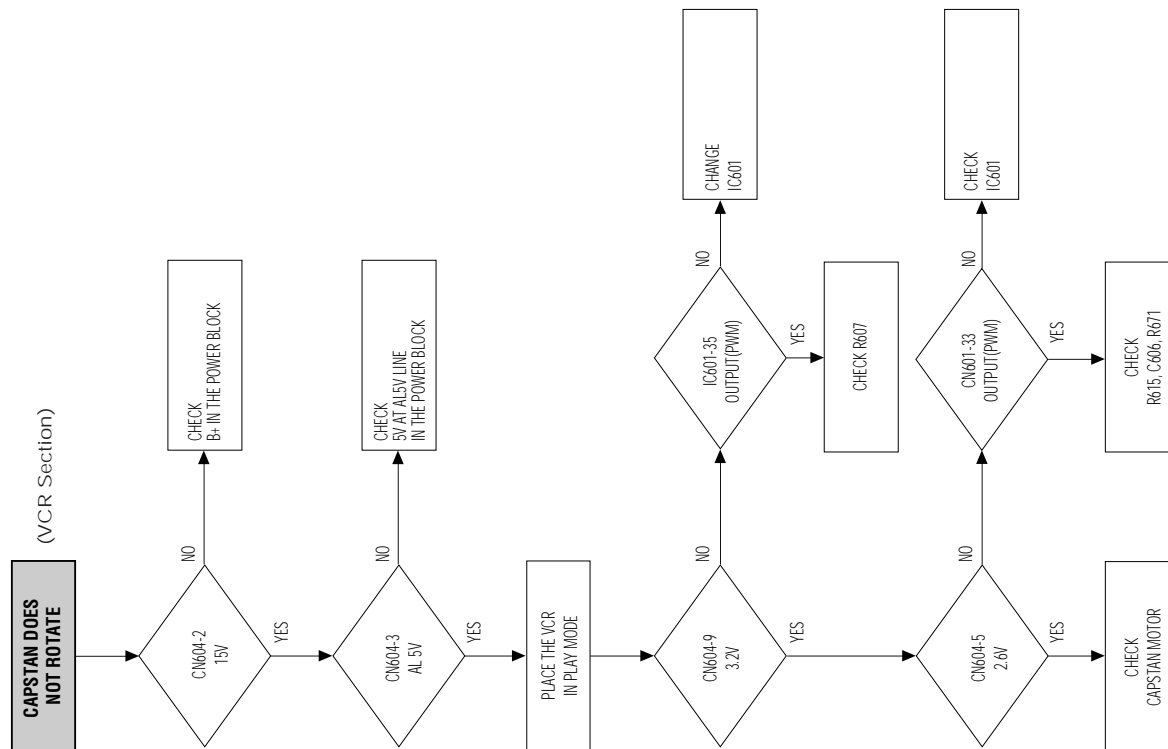 CAPSTAN DOES
NOT ROTATE
(VCR Section)
CN604-2
15V
NO
CHECK
B+ IN THE POWER BLOCK
YES
CN604-3
AL 5V
NO
CHECK
5V AT AL5V LINE
IN THE POWER BLOCK
YES
PLACE THE VCR
IN PLAY MODE
CN604-9
3.2V
NO
IC601-35
OUTPUT(PWM)
NO
CHANGE
IC601
YES
CHECK R607
YES
CN604-5
2.6V
NO
CN601-33
OUTPUT(PWM)
NO
CHECK
IC601
YES
CHECK
R615, C606, R671
YES
CHECK
CAPSTAN MOTOR